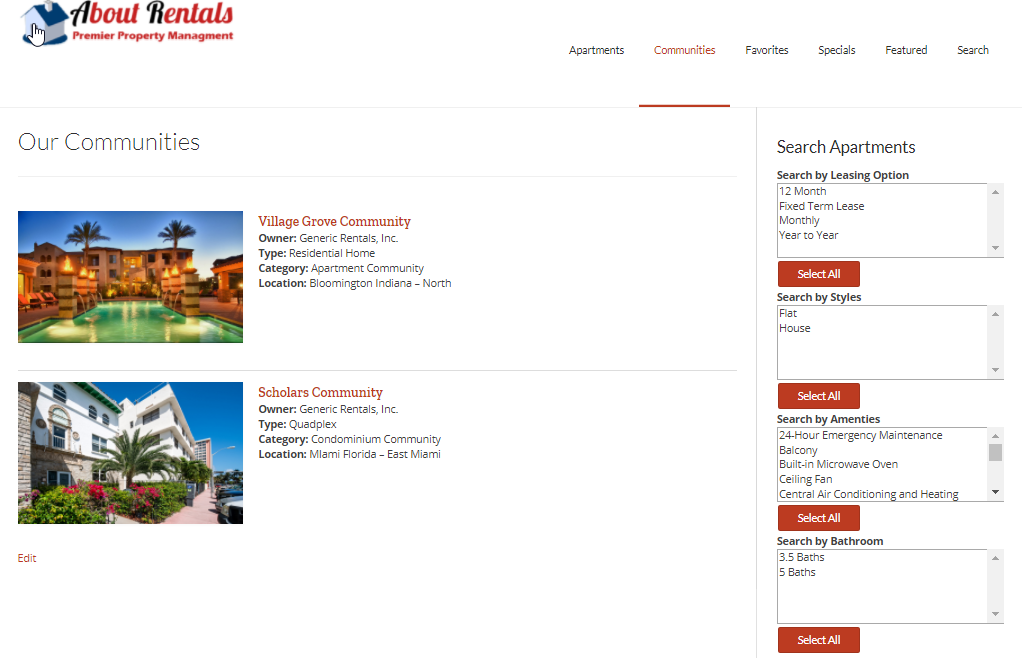 About Rentals
Premier Property Managment
Apartments
Communities
Favorites
Specials
Featured
Search
Our Communities
Village Grove Community
Owner: Generic Rentals, Inc.
Type: Residential Home
Category: Apartment Community
Location: Bloomington Indiana – North
Scholars Community
Owner: Generic Rentals, Inc.
Type: Quadplex
Category: Condominium Community
Location: MIami Florida – East Miami
Edit
Search Apartments
Search by Leasing Option
12 Month
Fixed Term Lease
Monthly
Year to Year
Select All
Search by Styles
Flat
House
Select All
Search by Amenties
24-Hour Emergency Maintenance
Balcony
Built-in Microwave Oven
Ceiling Fan
Central Air Conditioning and Heating
Select All
Search by Bathroom
3.5 Baths
5 Baths
Select All